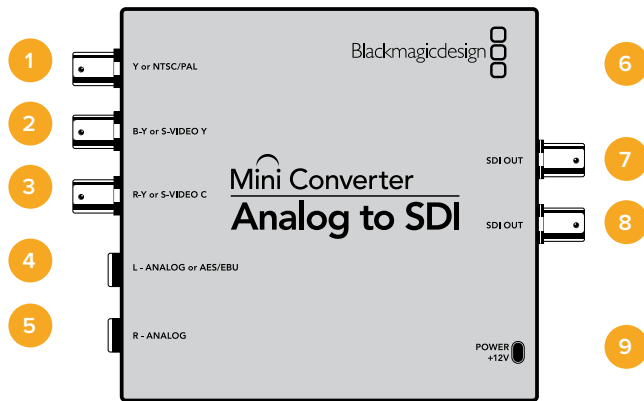 1
Y or NTSC/PAL
Blackmagicdesign
6
2
B-Y or S-VIDEO Y
SDI OUT
7
3
R-Y or S-VIDEO C
Mini Converter
Analog to SDI
SDI OUT
8
4
L - ANALOG or AES/EBU
5
R - ANALOG
POWER
+12V
9